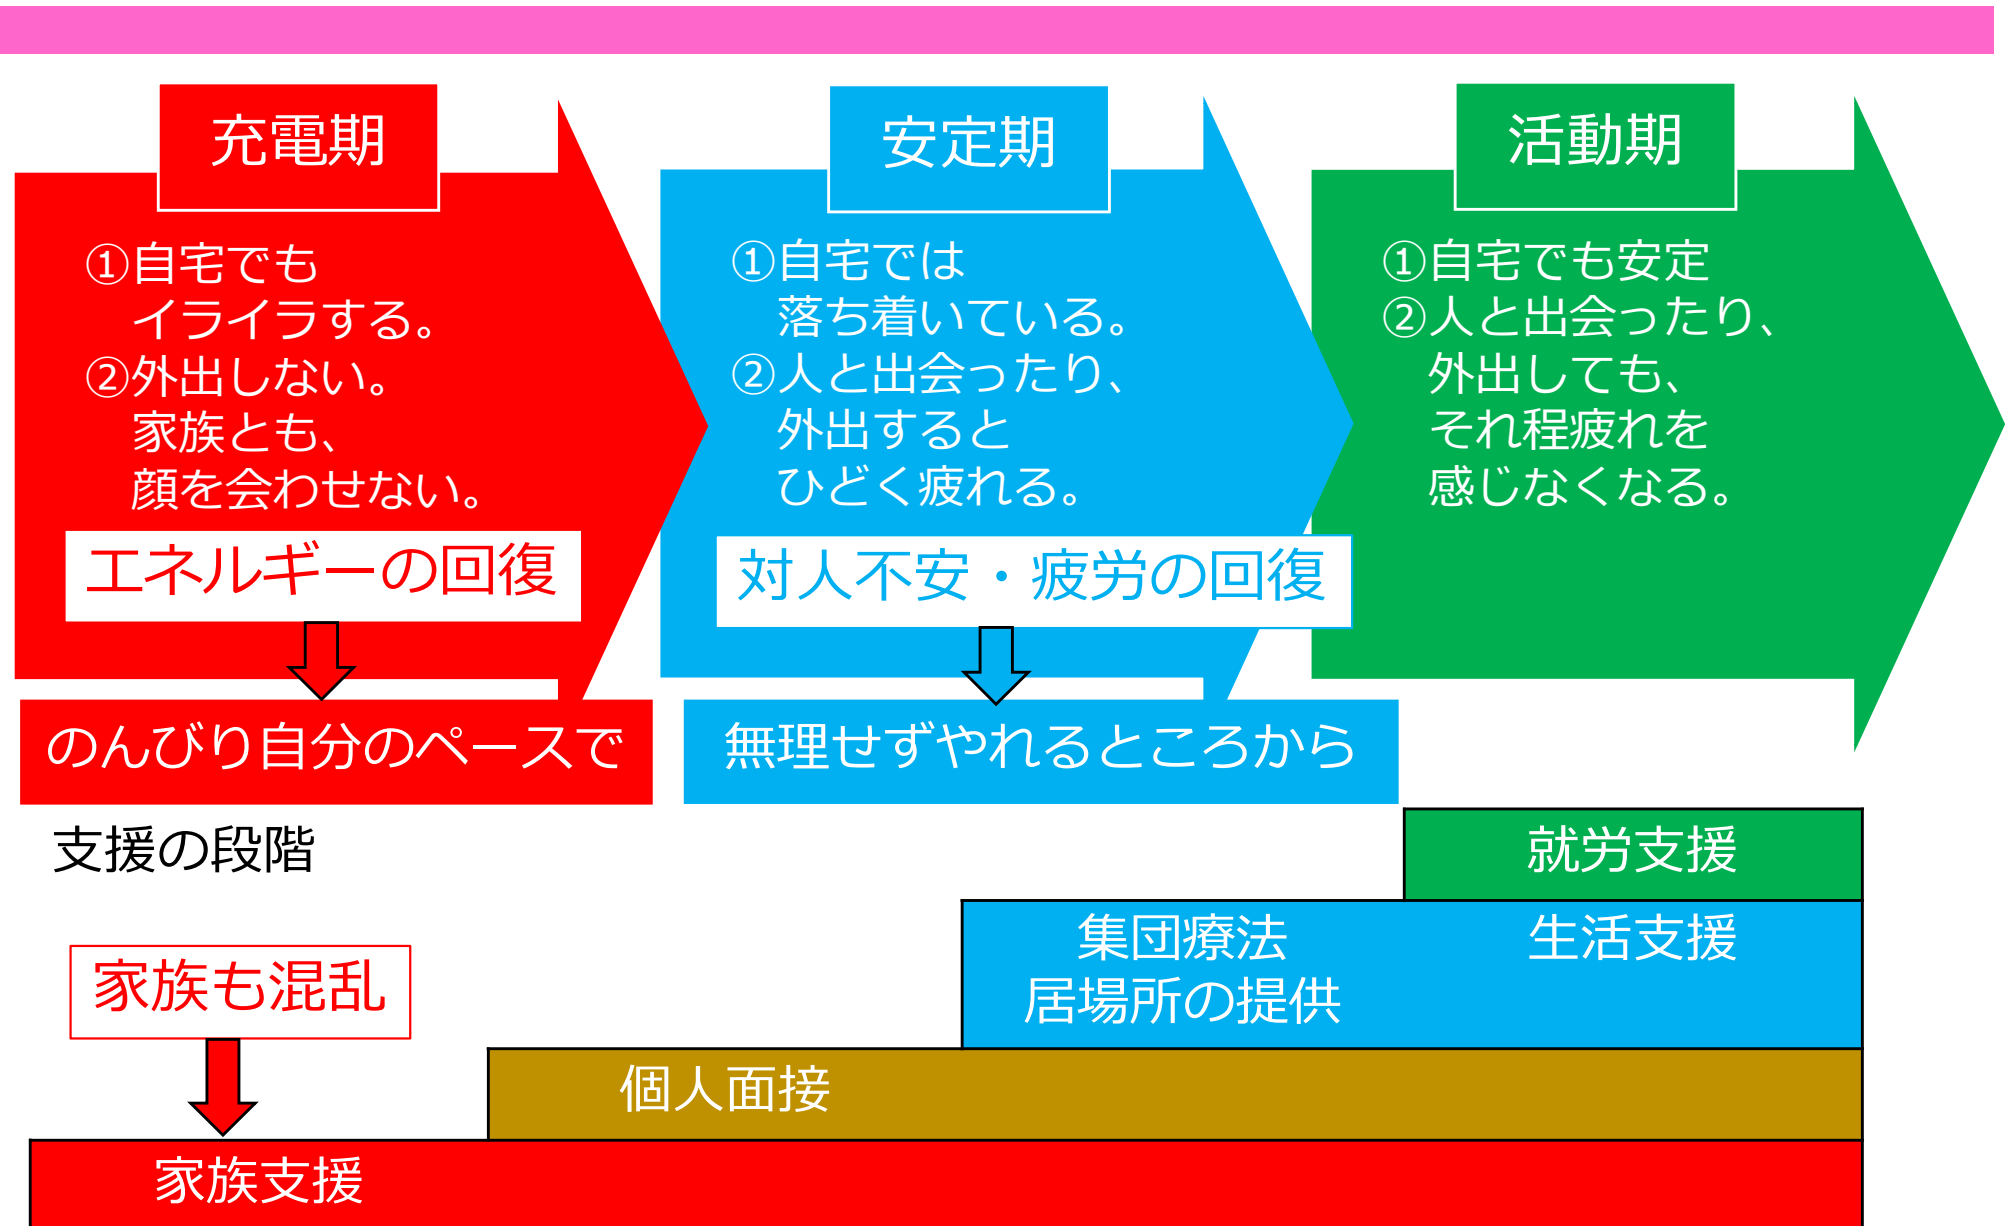 充電期
①自宅でも
イライラする。
②外出しない。
家族とも、
顔を会わせない。
エネルギーの回復
のんびり自分のペースで
安定期
①自宅では
落ち着いている。
②人と出会ったり、
外出すると
ひどく疲れる。
対人不安・疲労の回復
無理せずやれるところから
活動期
①自宅でも安定
②人と出会ったり、
外出しても、
それ程疲れを
感じなくなる。
支援の段階
就労支援
集団療法
居場所の提供
生活支援
家族も混乱
個人面接
家族支援